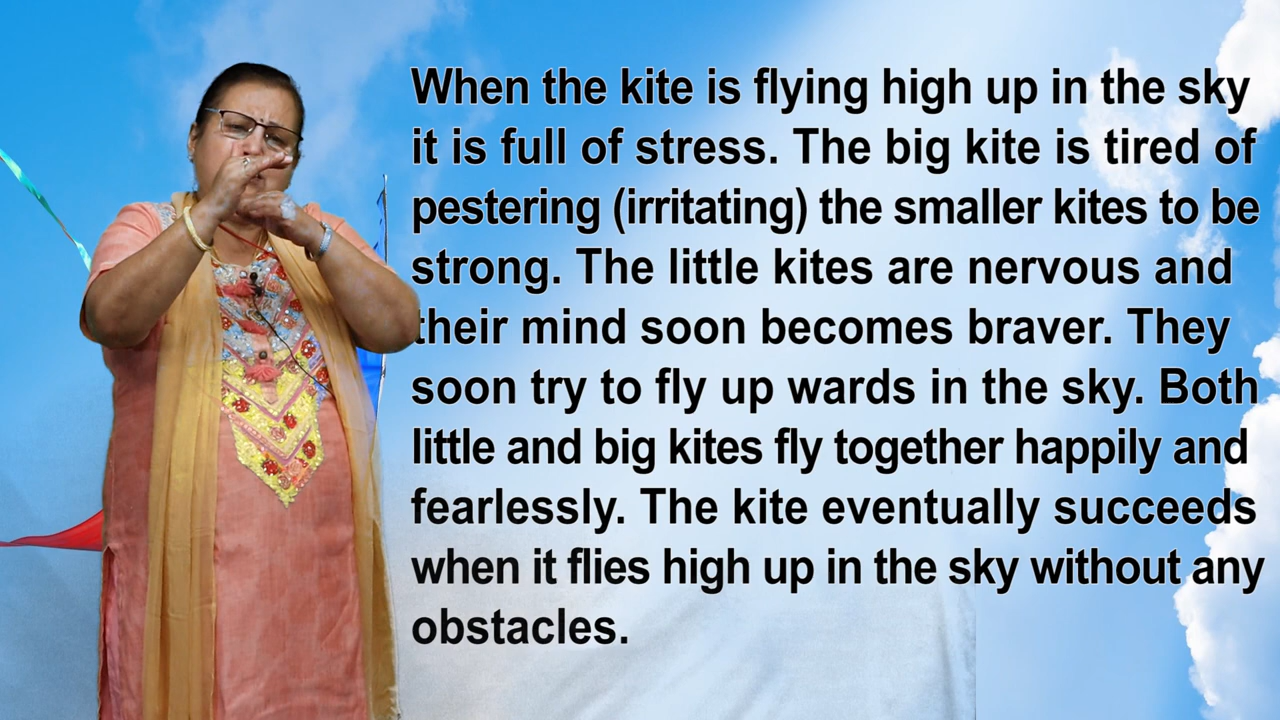 When the kite is flying high up in the sky
it is full of stress. The big kite is tired of
pestering (irritating) the smaller kites to be
strong. The little kites are nervous and
their mind soon becomes braver. They
soon try to fly up wards in the sky. Both
little and big kites fly together happily and
fearlessly. The kite eventually succeeds
when it flies high up in the sky without any
obstacles.